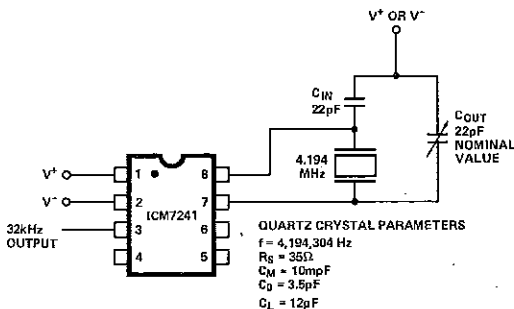 V+ OR V-
CIN
22pF
COUT
22pF
NOMINAL
VALUE
4.194
MHz
V+
V-
32kHz
OUTPUT
1
2
3
4
8
7
6
5
ICM7241
QUARTZ CRYSTAL PARAMETERS
f = 4,194,304 Hz
RS = 35Ω
CM = 10mpF
C0 = 3.5pF
CL = 12pF